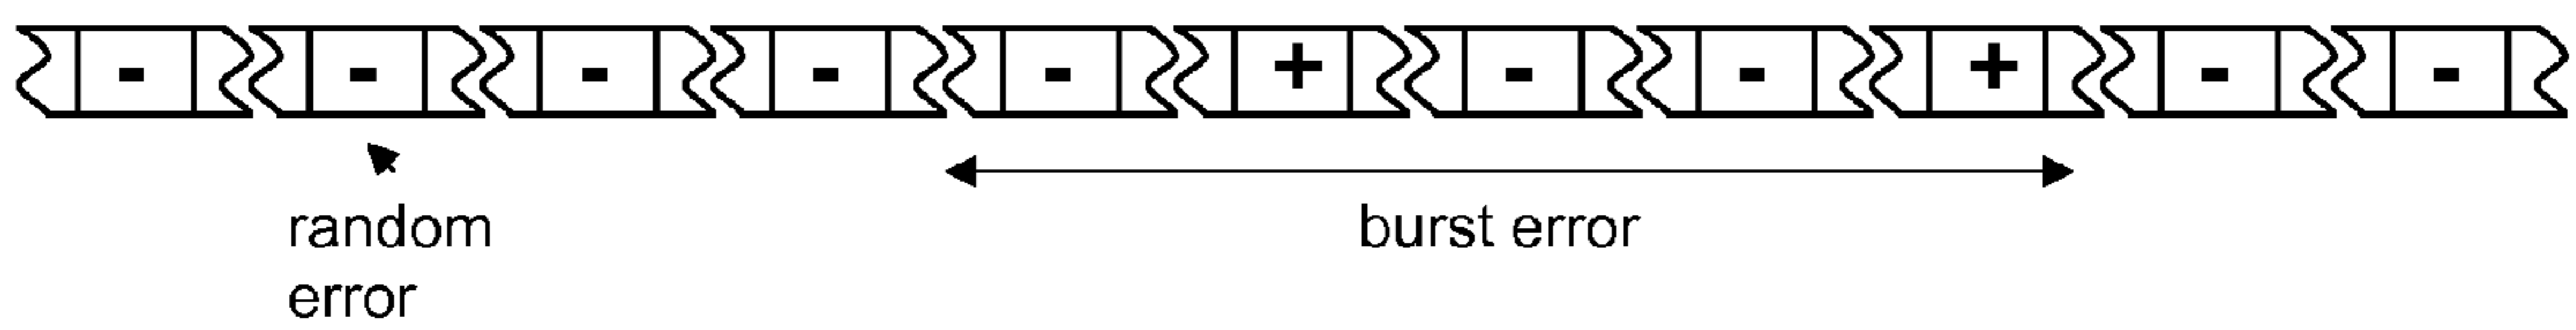 - - - - - + - - + - -
random
error
burst error